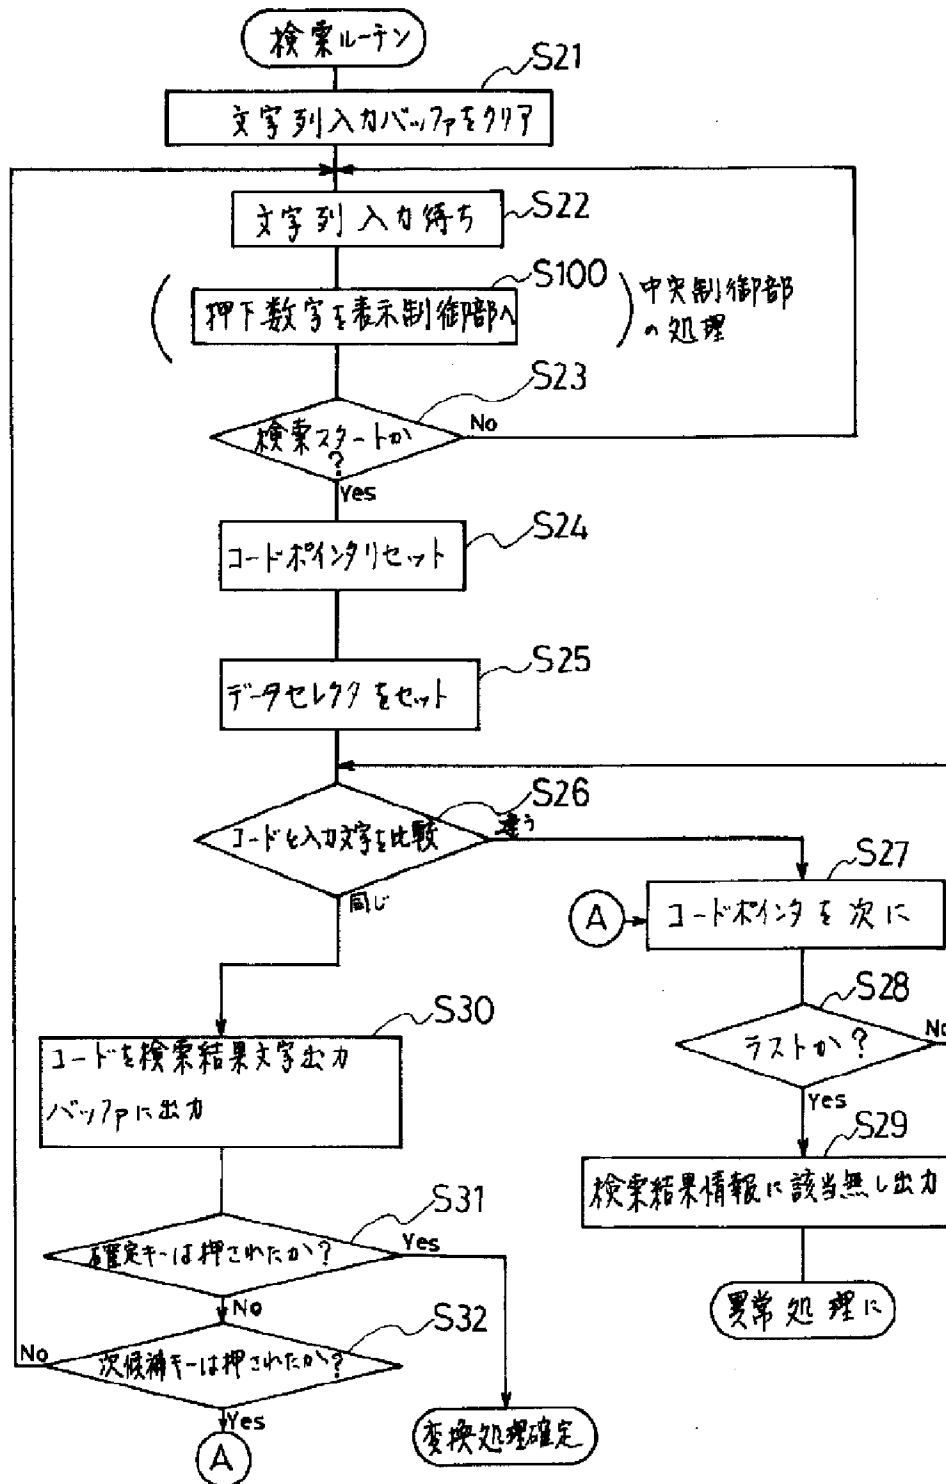 検索ルーテン
S21
文字列入力バッファをクリア
文字列入力待ち
S22
S100
押下数字を表示制御部へ
中央制御部
の処理
S23
検索スタートか
?
No
Yes
S24
コードポインタリセット
S25
データセレクタをセット
S26
コードと入力文字を比較
違う
同じ
S27
A
コードポインタを次に
S28
ラストか?
No
Yes
S29
検索結果情報に該当無し出力
異常処理に
S30
コードを検索結果文字出力
バッファに出力
S31
確定キーは押されたか?
Yes
No
S32
次候補キーは押されたか?
No
Yes
A
変換処理確定